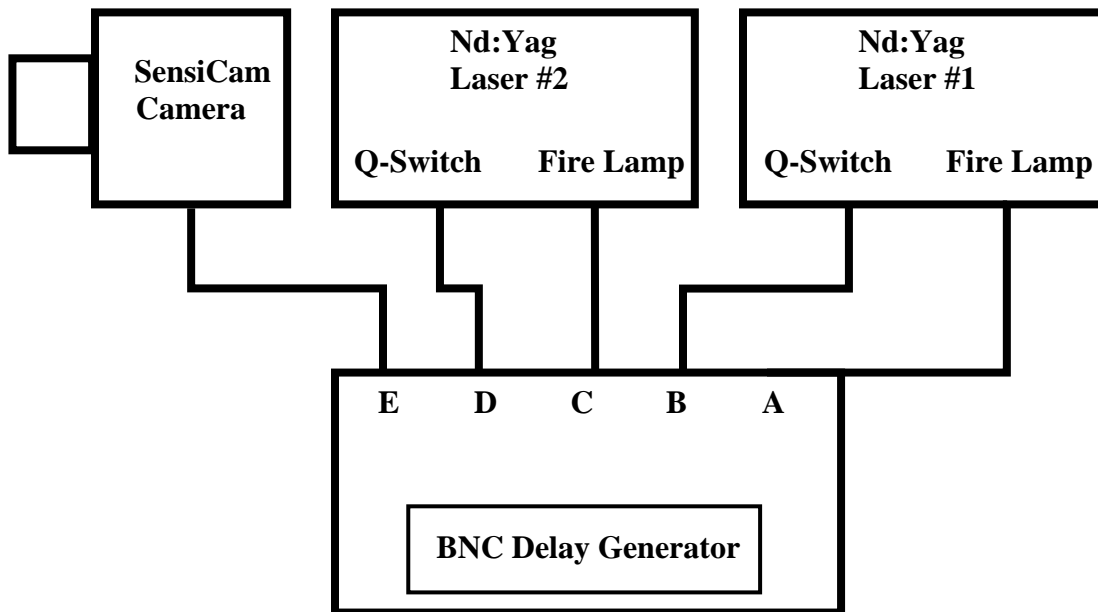 SensiCam
Camera
Nd:Yag
Laser #2
Q-Switch Fire Lamp
Nd:Yag
Laser #1
Q-Switch Fire Lamp
E D C B A
BNC Delay Generator